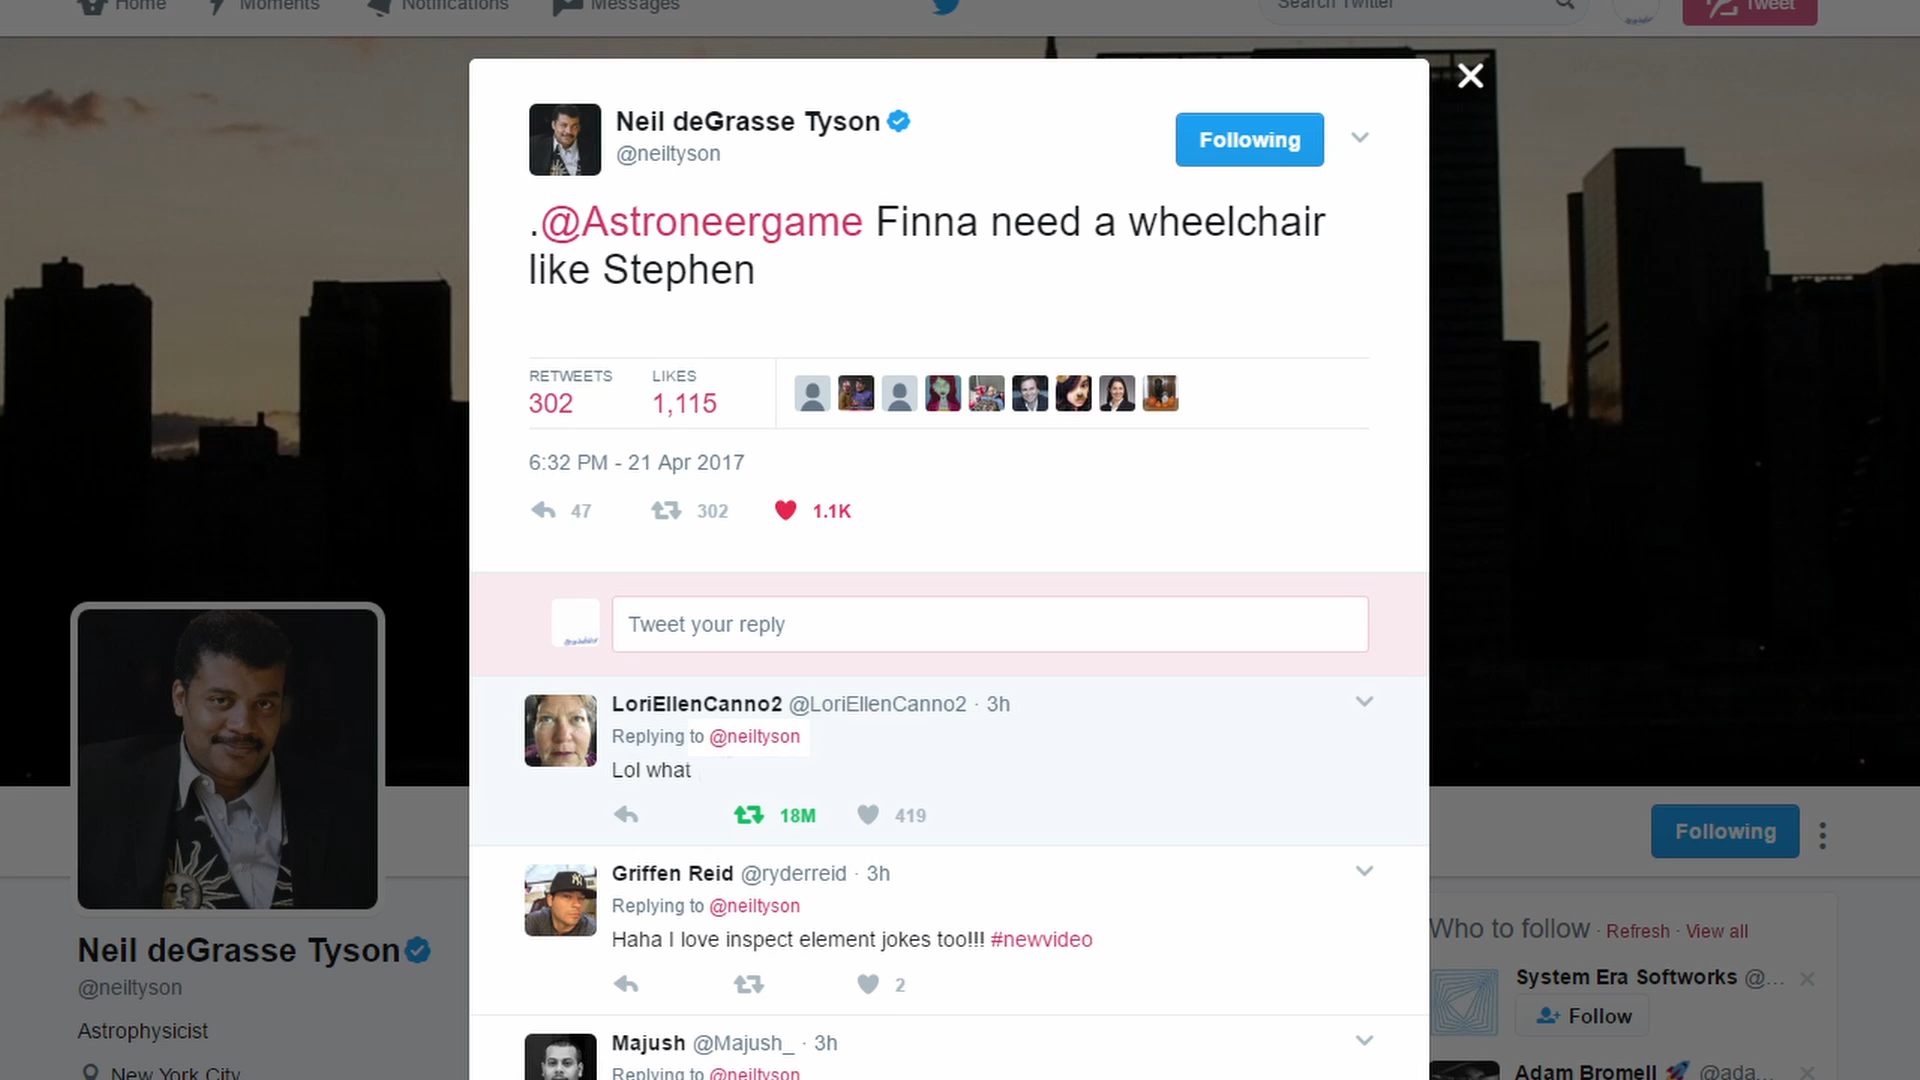 Home
Moments
Notifications
Messages
Search Twitter
Tweet
Neil deGrasse Tyson
@neiltyson
Following
.@Astroneergame Finna need a wheelchair
like Stephen
RETWEETS
302
LIKES
1,115
6:32 PM - 21 Apr 2017
47
302
1.1K
Tweet your reply
LoriEllenCanno2 @LoriEllenCanno2 · 3h
Replying to @neiltyson
Lol what
18M
419
Griffen Reid @ryderreid · 3h
Replying to @neiltyson
Haha I love inspect element jokes too!!! #newvideo
2
Majush @Majush_ · 3h
Replying to @neiltyson
Neil deGrasse Tyson
@neiltyson
Astrophysicist
New York City
Following
Who to follow · Refresh · View all
System Era Softworks @...
Follow
Adam Bromell 🚀 @ada...